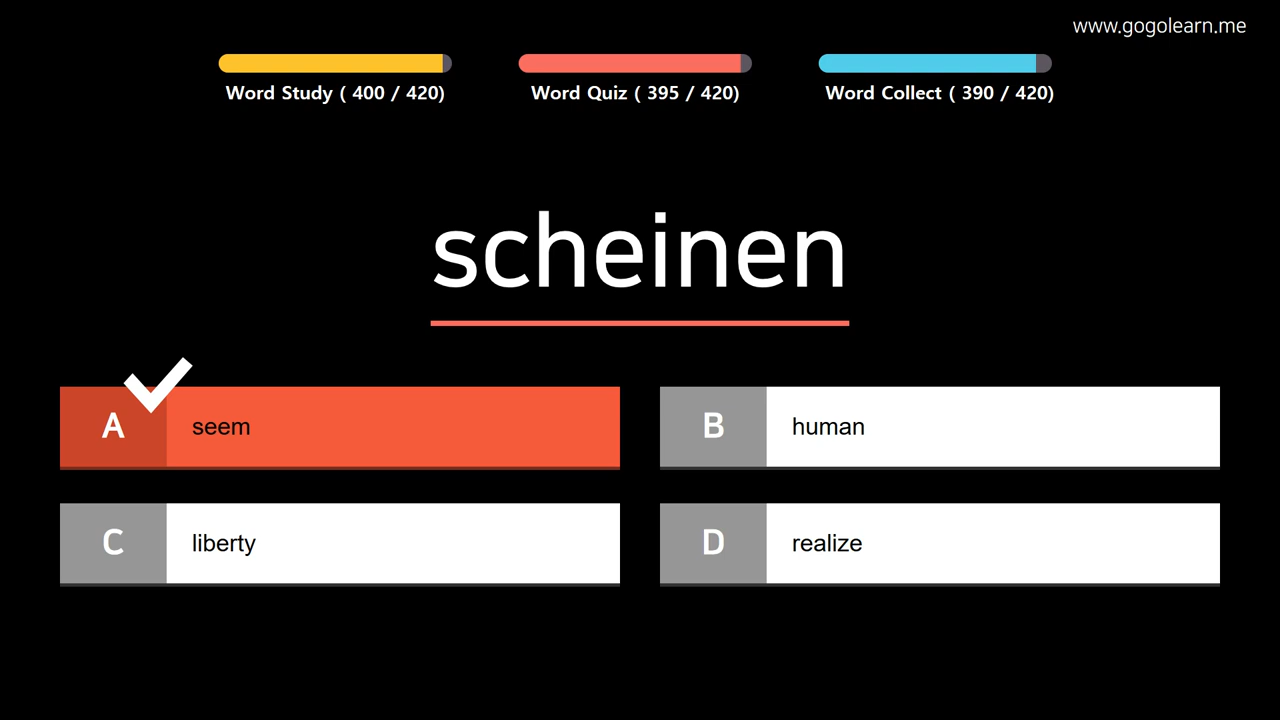 www.gogolearn.me
Word Study ( 400 / 420)
Word Quiz ( 395 / 420)
Word Collect ( 390 / 420)
scheinen
A seem
B human
C liberty
D realize